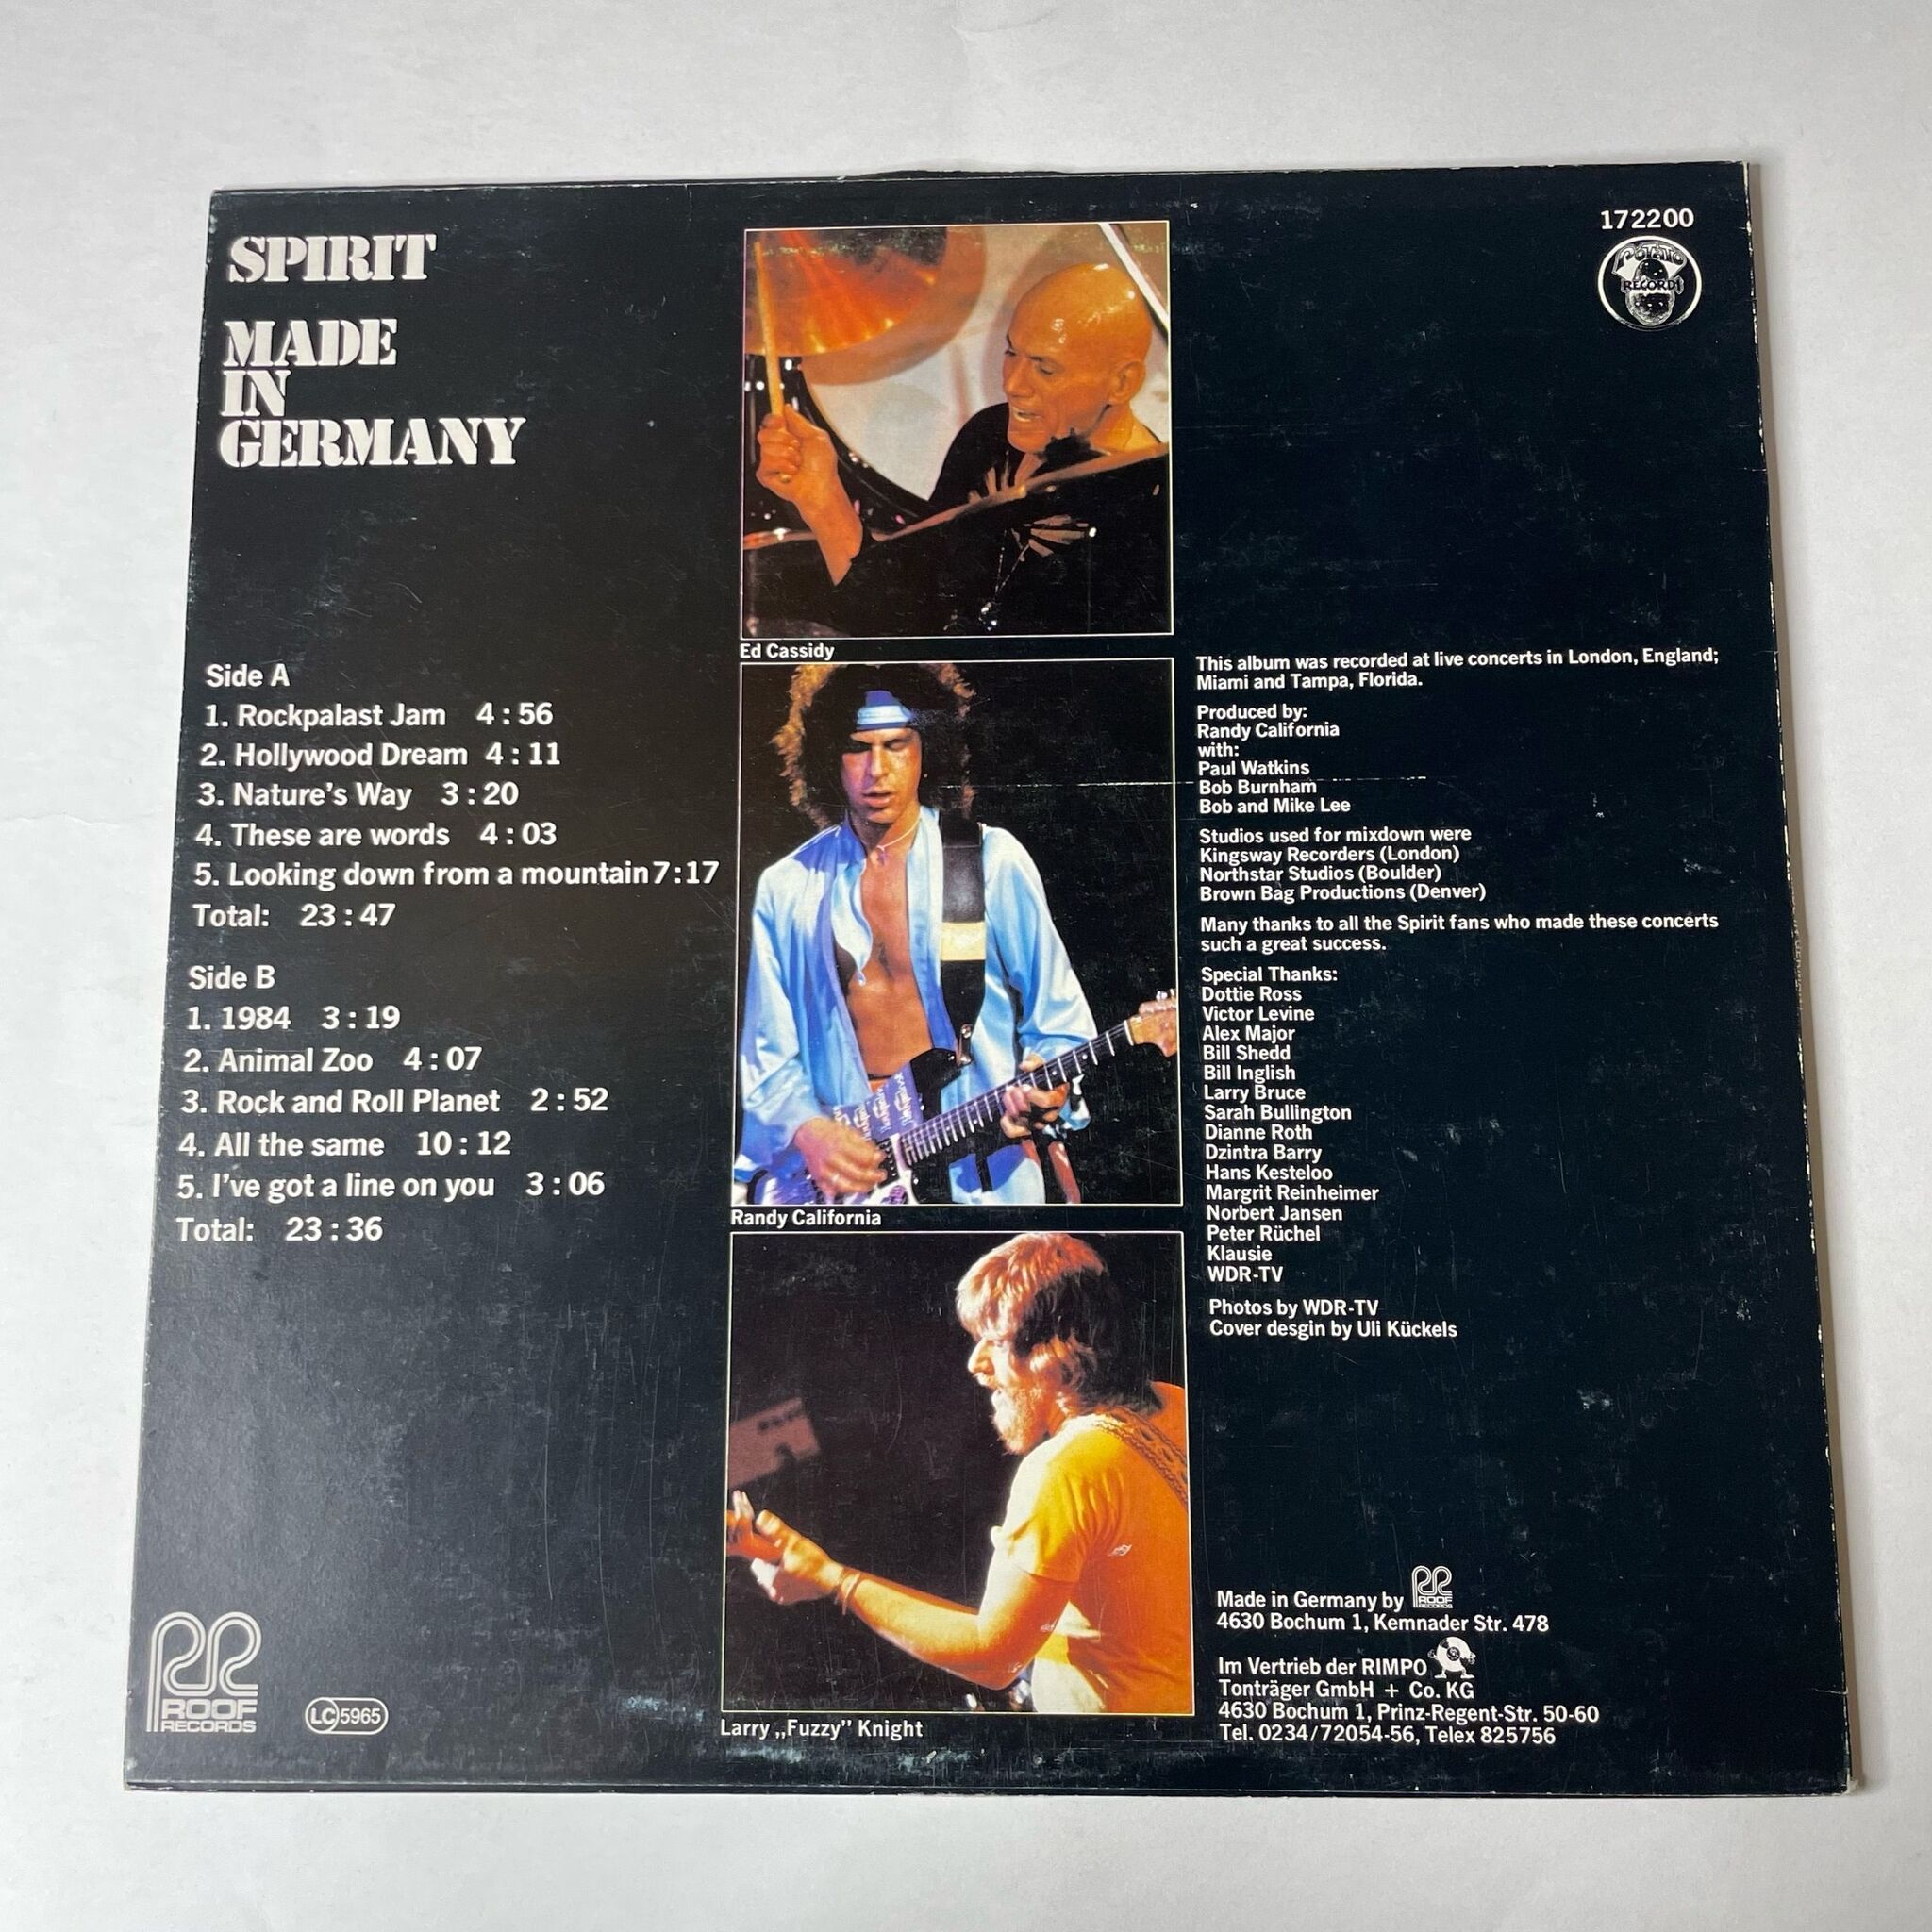 SPIRIT
MADE
IN
GERMANY
Side A
1. Rockpalast Jam 4:56
2. Hollywood Dream 4:11
3. Nature's Way 3:20
4. These are words 4:03
5. Looking down from a mountain 7:17
Total: 23:47
Side B
1. 1984 3:19
2. Animal Zoo 4:07
3. Rock and Roll Planet 2:52
4. All the same 10:12
5. I've got a line on you 3:06
Total: 23:36
ROOF
RECORDS
LC 5965
Ed Cassidy
Randy California
Larry „Fuzzy" Knight
172200
POTATO
RECORDS
This album was recorded at live concerts in London, England;
Miami and Tampa, Florida.
Produced by:
Randy California
with:
Paul Watkins
Bob Burnham
Bob and Mike Lee
Studios used for mixdown were
Kingsway Recorders (London)
Northstar Studios (Boulder)
Brown Bag Productions (Denver)
Many thanks to all the Spirit fans who made these concerts
such a great success.
Special Thanks:
Dottie Ross
Victor Levine
Alex Major
Bill Shedd
Bill Inglish
Larry Bruce
Sarah Bullington
Dianne Roth
Dzintra Barry
Hans Kesteloo
Margrit Reinheimer
Norbert Jansen
Peter Rüchel
Klausie
WDR-TV
Photos by WDR-TV
Cover desgin by Uli Kückels
Made in Germany by ROOF RECORDS
4630 Bochum 1, Kemnader Str. 478
Im Vertrieb der RIMPO
Tonträger GmbH + Co. KG
4630 Bochum 1, Prinz-Regent-Str. 50-60
Tel. 0234/72054-56, Telex 825756